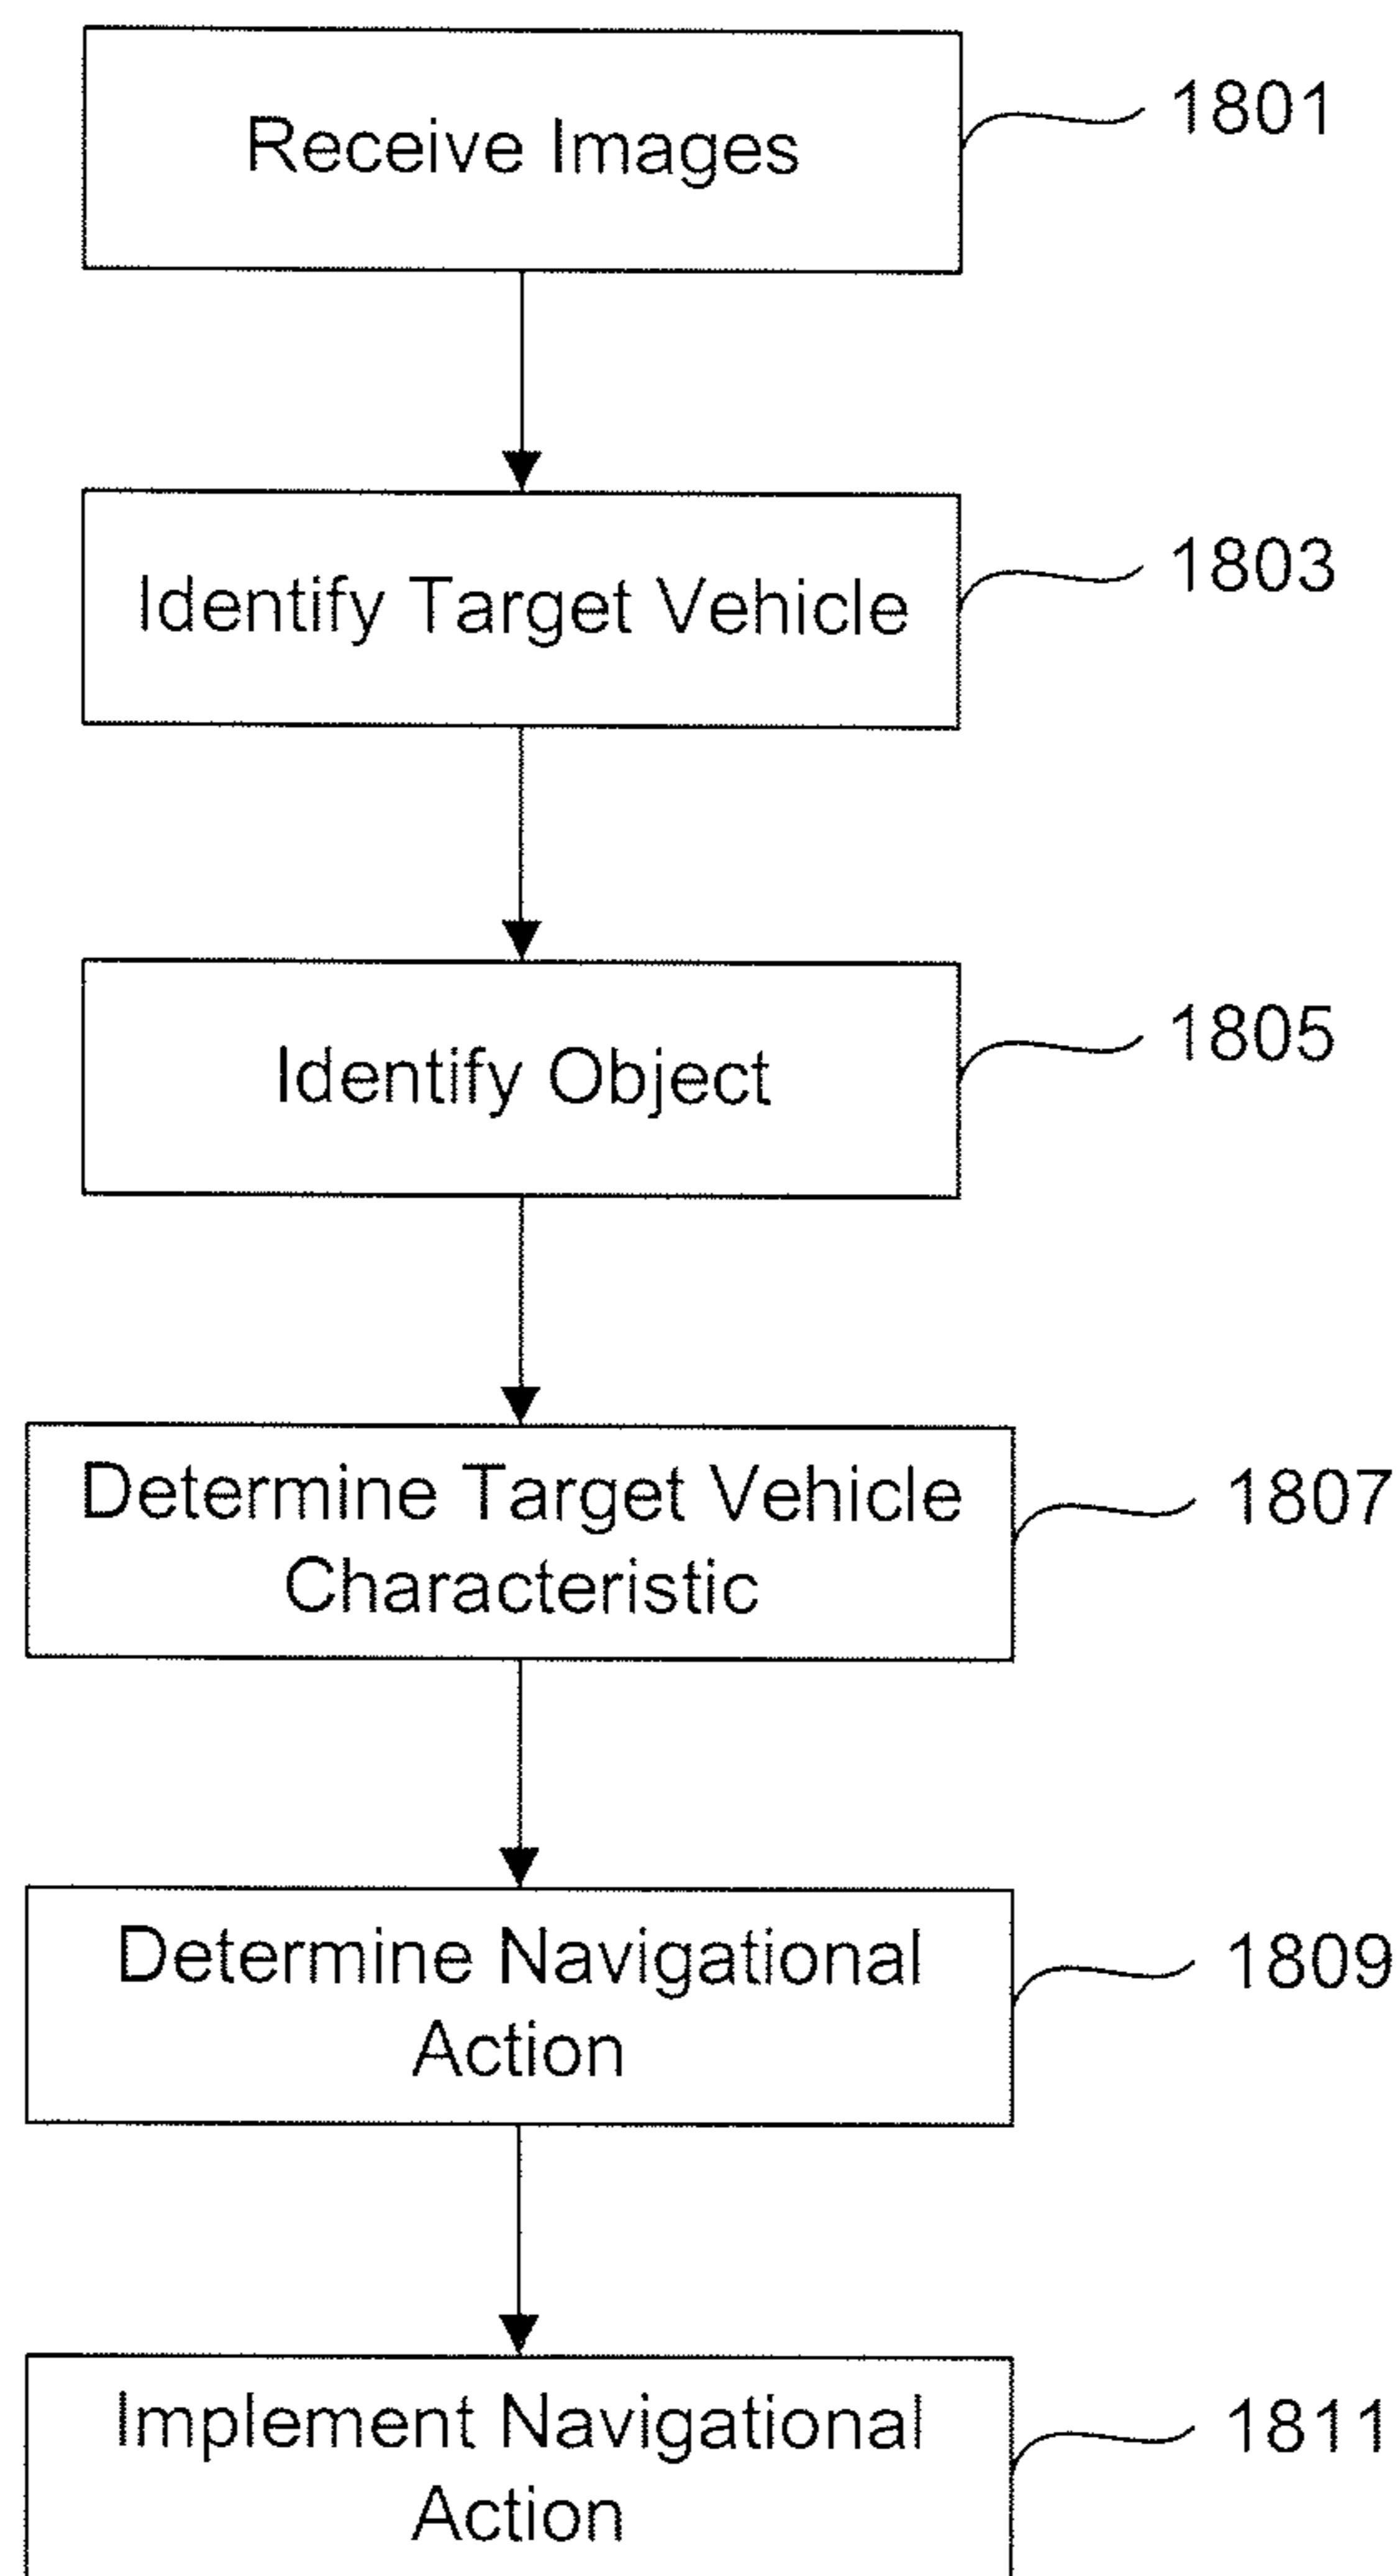 Receive Images
1801
Identify Target Vehicle
1803
Identify Object
1805
Determine Target Vehicle
Characteristic
1807
Determine Navigational
Action
1809
Implement Navigational
Action
1811